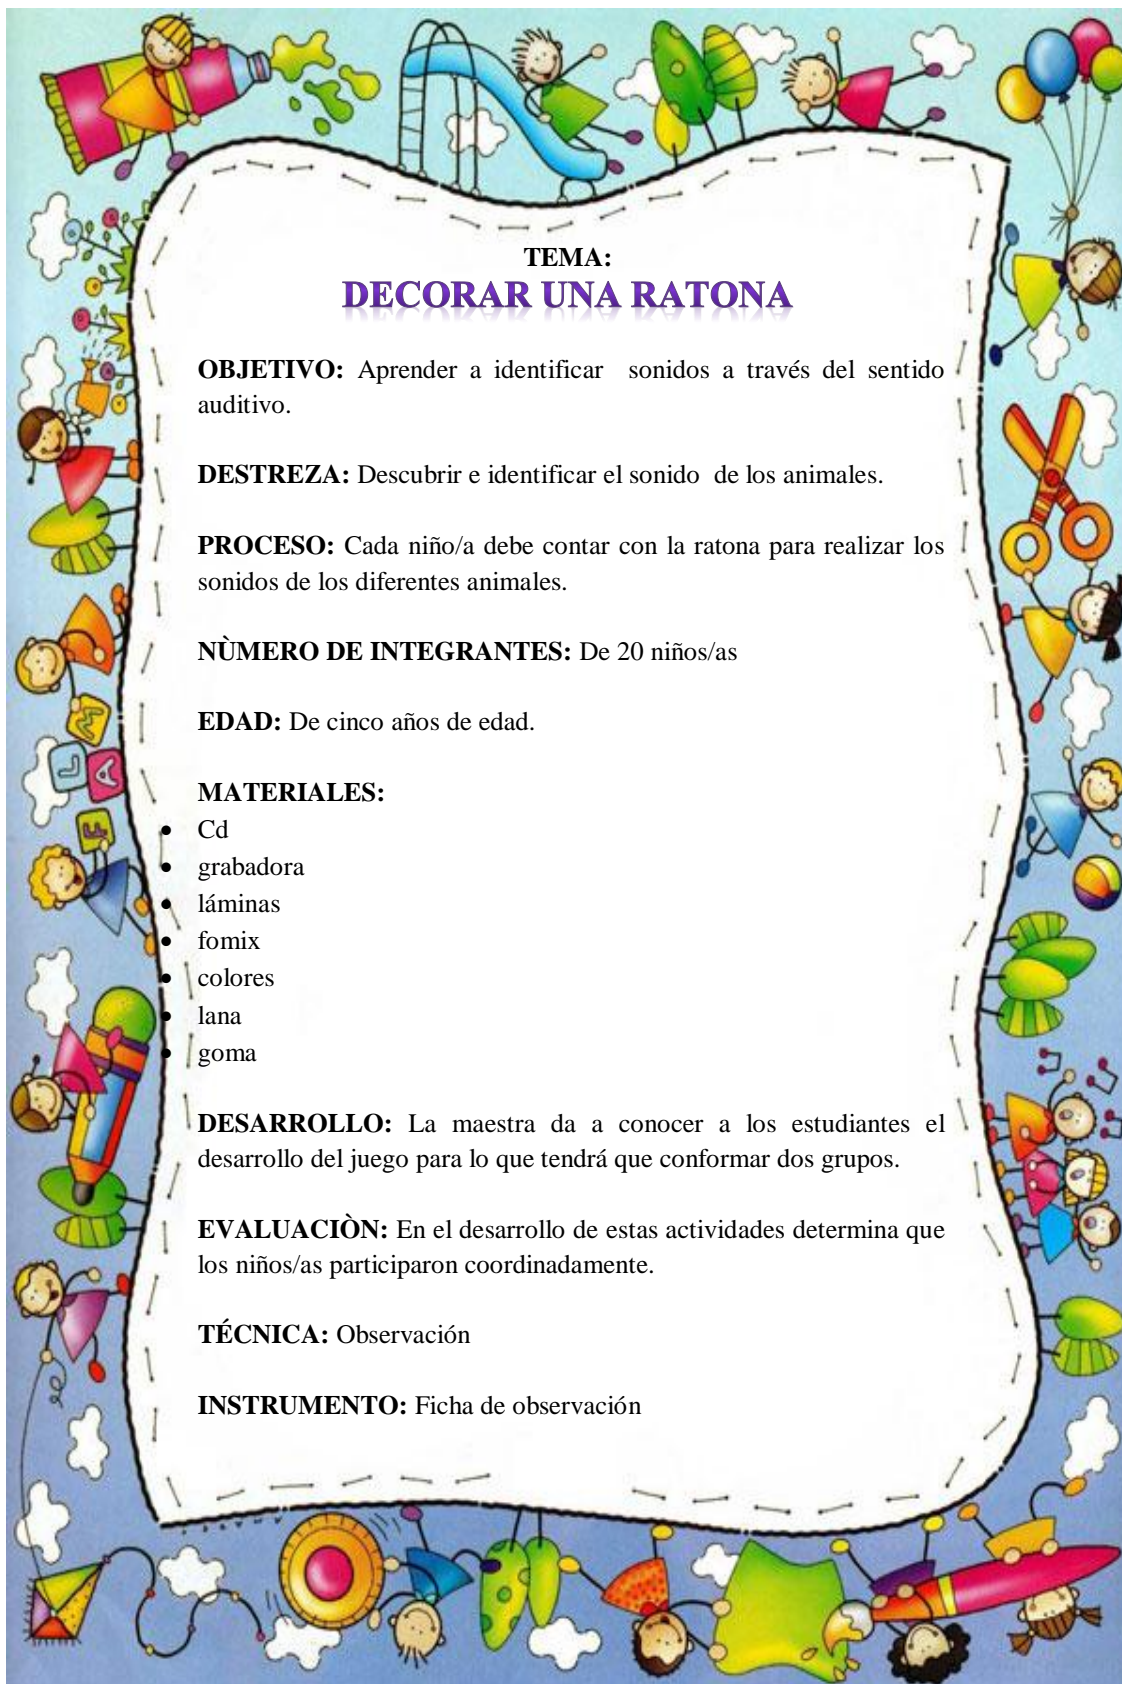 TEMA:
DECORAR UNA RATONA
OBJETIVO: Aprender a identificar sonidos a través del sentido
auditivo.
DESTREZA: Descubrir e identificar el sonido de los animales.
PROCESO: Cada niño/a debe contar con la ratona para realizar los
sonidos de los diferentes animales.
NÙMERO DE INTEGRANTES: De 20 niños/as
EDAD: De cinco años de edad.
MATERIALES:
• Cd
• grabadora
• láminas
• fomix
• colores
• lana
• goma
DESARROLLO: La maestra da a conocer a los estudiantes el
desarrollo del juego para lo que tendrá que conformar dos grupos.
EVALUACIÒN: En el desarrollo de estas actividades determina que
los niños/as participaron coordinadamente.
TÉCNICA: Observación
INSTRUMENTO: Ficha de observación
M
L
A
F